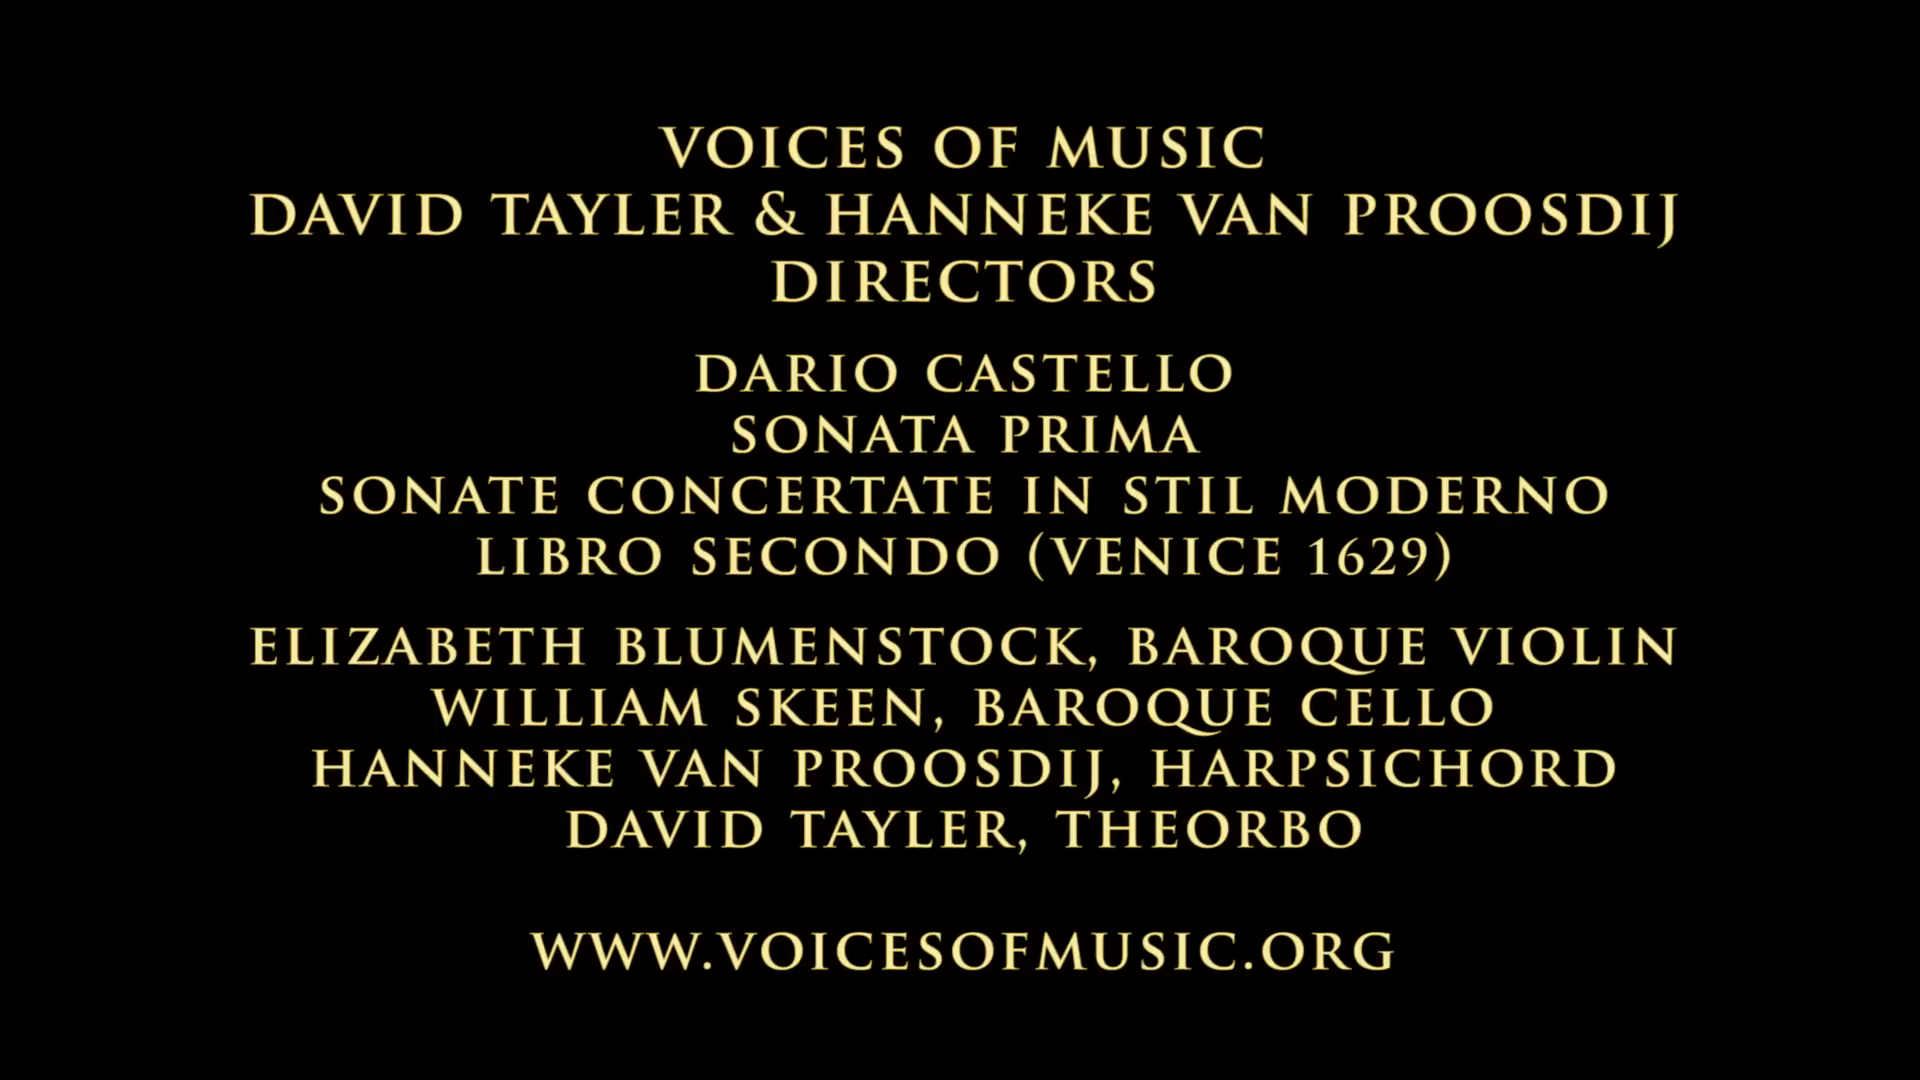 VOICES OF MUSIC
DAVID TAYLER & HANNEKE VAN PROOSDIJ
DIRECTORS
DARIO CASTELLO
SONATA PRIMA
SONATE CONCERTATE IN STIL MODERNO
LIBRO SECONDO (VENICE 1629)
ELIZABETH BLUMENSTOCK, BAROQUE VIOLIN
WILLIAM SKEEN, BAROQUE CELLO
HANNEKE VAN PROOSDIJ, HARPSICHORD
DAVID TAYLER, THEORBO
WWW.VOICESOFMUSIC.ORG